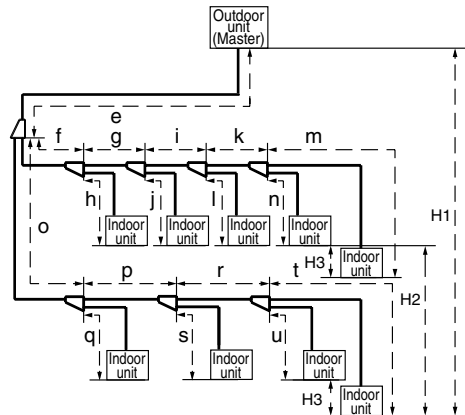 Outdoor
unit
(Master)
e
f g i k m
h j l n
H1
o
Indoor
unit
Indoor
unit
Indoor
unit
Indoor
unit
H3
Indoor
unit
H2
p r t
q s u
Indoor
unit
Indoor
unit
Indoor
unit
H3
Indoor
unit